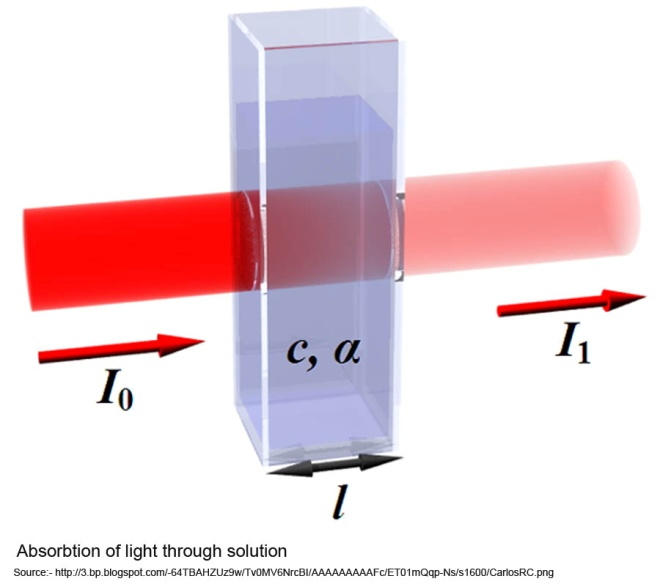 c, α
I₀
I₁
l
Absorbtion of light through solution
Source:- http://3.bp.blogspot.com/-64TBAHZUz9w/Tv0MV6NrcBI/AAAAAAAAAFc/ET01mQqp-Ns/s1600/CarlosRC.png